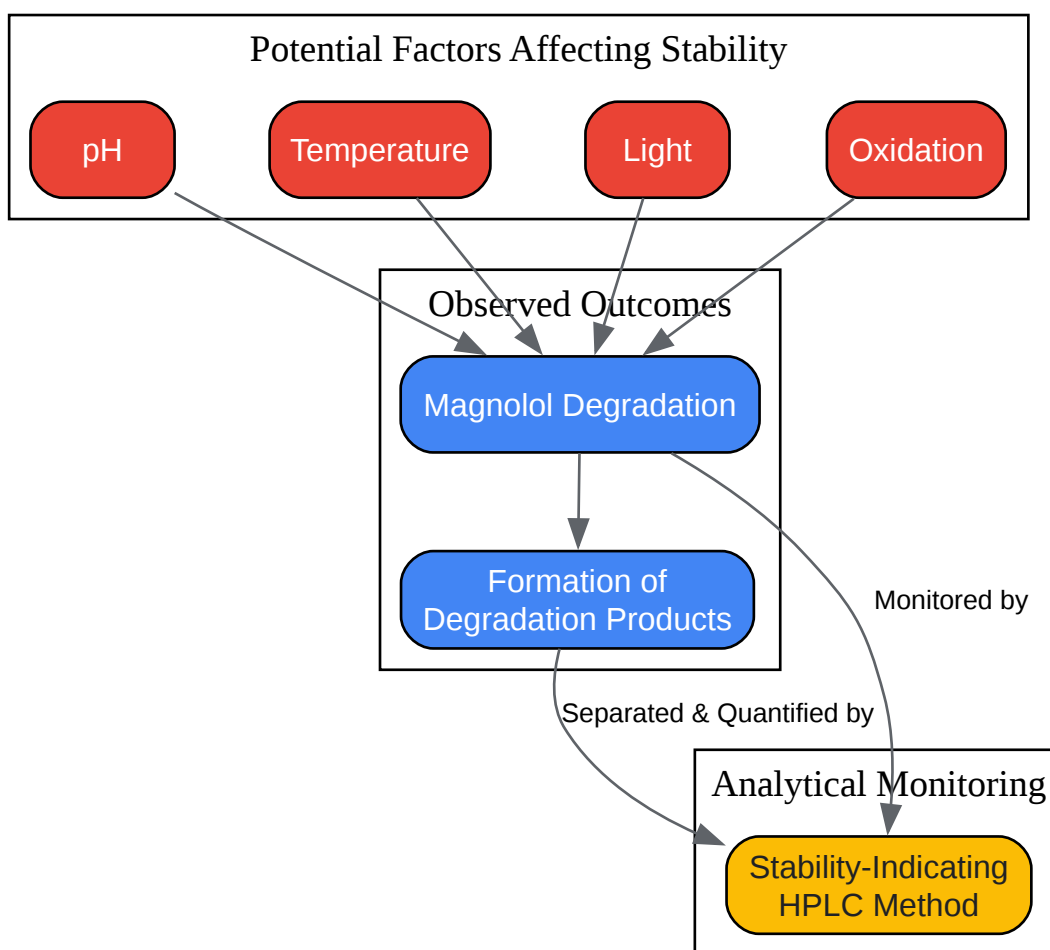 Potential Factors Affecting Stability
pH
Temperature
Light
Oxidation
Observed Outcomes
Magnolol Degradation
Formation of
Degradation Products
Monitored by
Separated & Quantified by
Analytical Monitoring
Stability-Indicating
HPLC Method